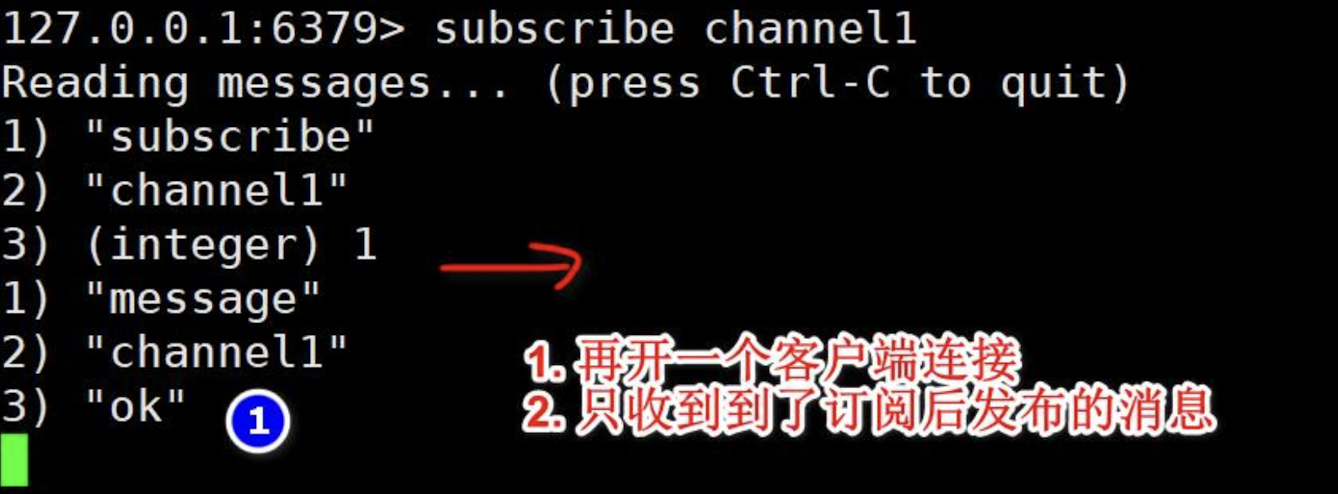 127.0.0.1:6379> subscribe channel1
Reading messages... (press Ctrl-C to quit)
1) "subscribe"
2) "channel1"
3) (integer) 1
1) "message"
2) "channel1"
3) "ok"
1
1. 再开一个客户端连接
2. 只收到到了订阅后发布的消息